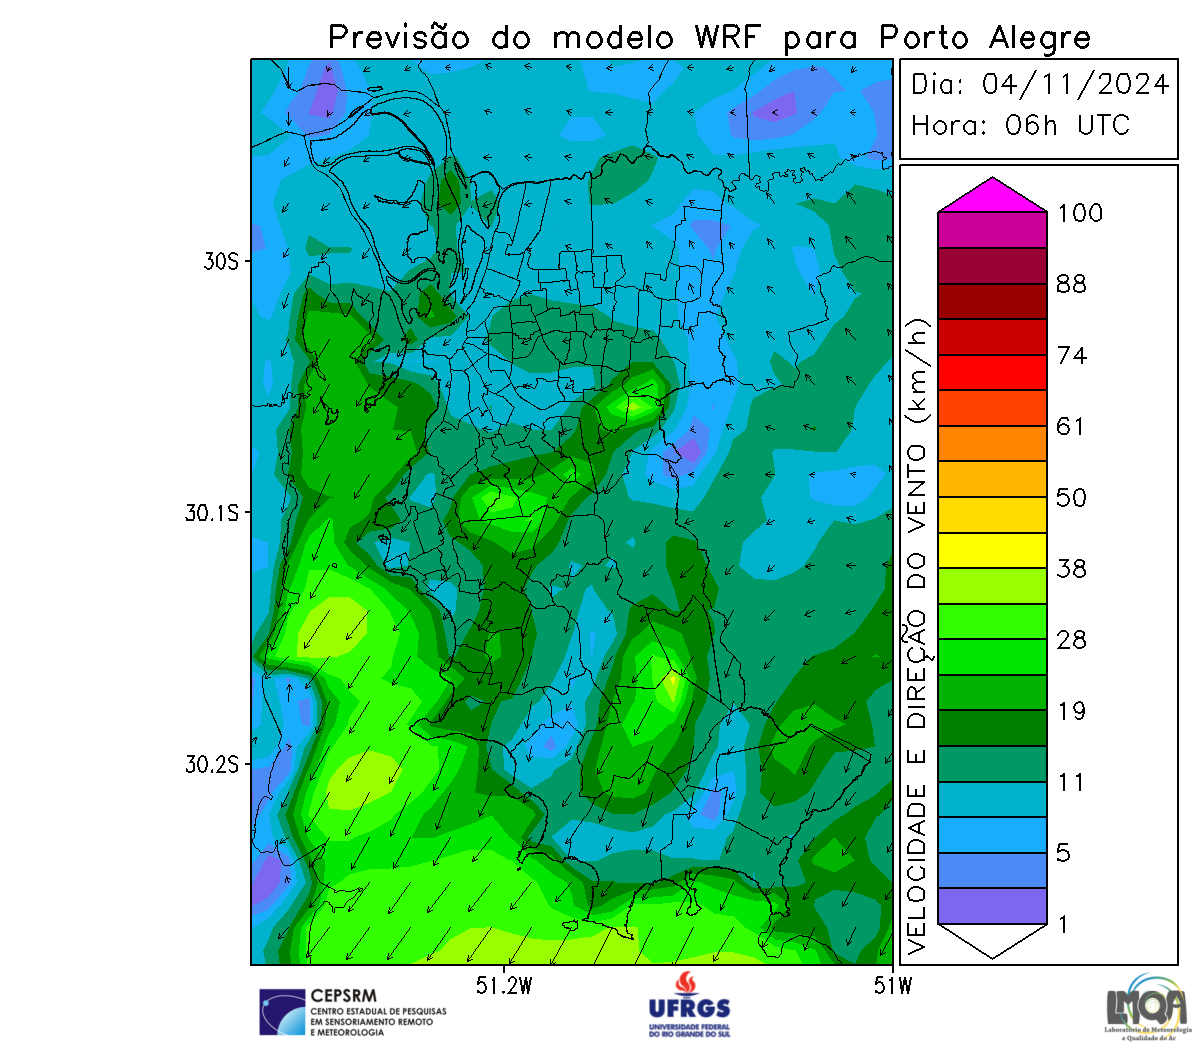 Previsão do modelo WRF para Porto Alegre
Dia: 04/11/2024
Hora: 06h UTC
30S
30.1S
30.2S
51.2W
51W
VELOCIDADE E DIREÇÃO DO VENTO (km/h)
100
88
74
61
50
38
28
19
11
5
1
CEPSRM
CENTRO ESTADUAL DE PESQUISAS
EM SENSORIAMENTO REMOTO
E METEOROLOGIA
UFRGS
UNIVERSIDADE FEDERAL
DO RIO GRANDE DO SUL
LMQA
Laboratório de Meteorologia
e Qualidade do Ar